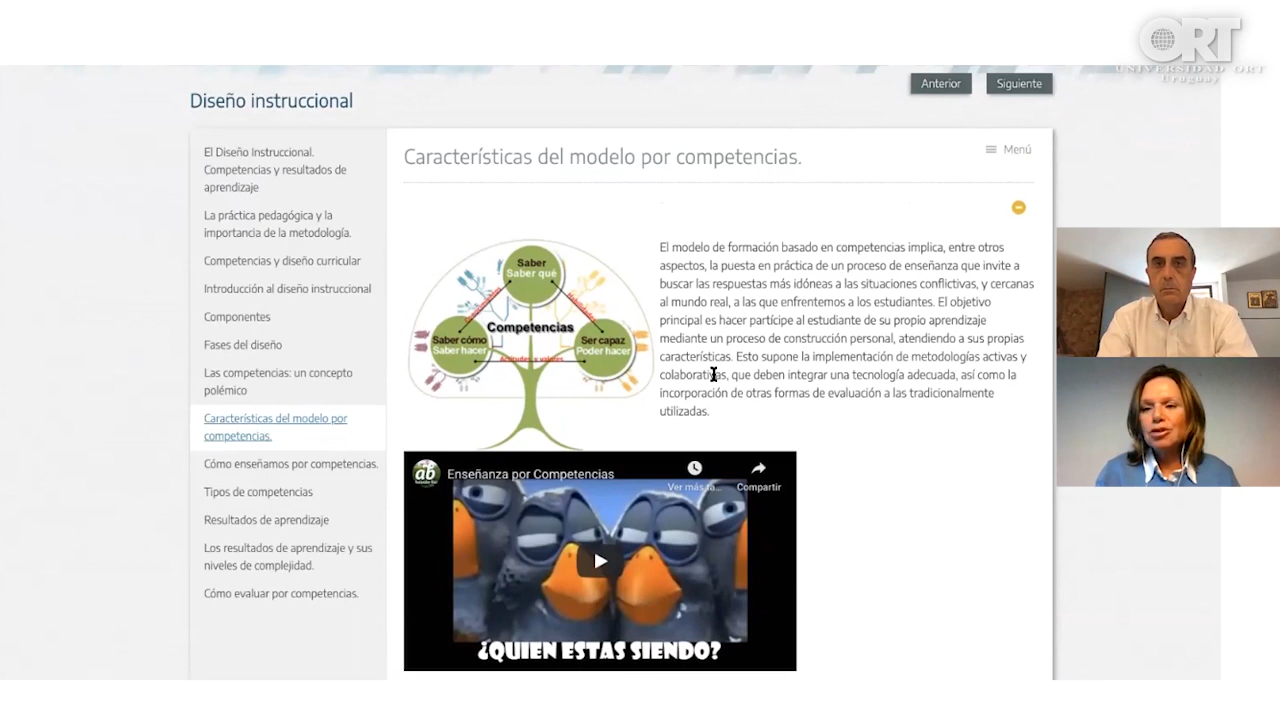 ORT
UNIVERSIDAD ORT
Uruguay
Anterior
Siguiente
Diseño instruccional
El Diseño Instruccional.
Competencias y resultados de
aprendizaje
La práctica pedagógica y la
importancia de la metodología.
Competencias y diseño curricular
Introducción al diseño instruccional
Componentes
Fases del diseño
Las competencias: un concepto
polémico
Características del modelo por
competencias.
Cómo enseñamos por competencias.
Tipos de competencias
Resultados de aprendizaje
Los resultados de aprendizaje y sus
niveles de complejidad.
Cómo evaluar por competencias.
Características del modelo por competencias.
Menú
Saber
Saber qué
Competencias
Saber cómo
Saber hacer
Ser capaz
Poder hacer
Actitudes y valores
El modelo de formación basado en competencias implica, entre otros
aspectos, la puesta en práctica de un proceso de enseñanza que invite a
buscar las respuestas más idóneas a las situaciones conflictivas, y cercanas
al mundo real, a las que enfrentemos a los estudiantes. El objetivo
principal es hacer partícipe al estudiante de su propio aprendizaje
mediante un proceso de construcción personal, atendiendo a sus propias
características. Esto supone la implementación de metodologías activas y
colaborativas, que deben integrar una tecnología adecuada, así como la
incorporación de otras formas de evaluación a las tradicionalmente
utilizadas.
ab
Enseñanza por Competencias
Ver más ta...
Compartir
¿QUIEN ESTAS SIENDO?